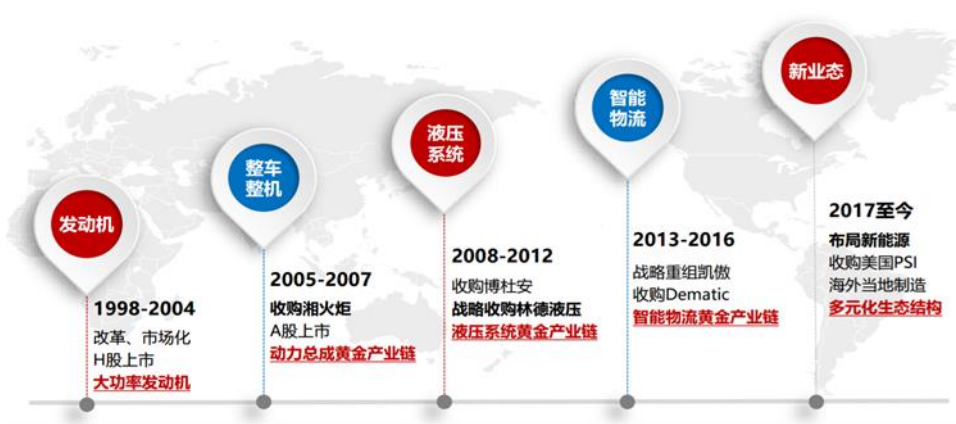 发动机
1998-2004
改革、市场化
H股上市
大功率发动机
整车
整机
2005-2007
收购湘火炬
A股上市
动力总成黄金产业链
液压
系统
2008-2012
收购博杜安
战略收购林德液压
液压系统黄金产业链
智能
物流
2013-2016
战略重组凯傲
收购Dematic
智能物流黄金产业链
新业态
2017至今
布局新能源
收购美国PSI
海外当地制造
多元化生态结构